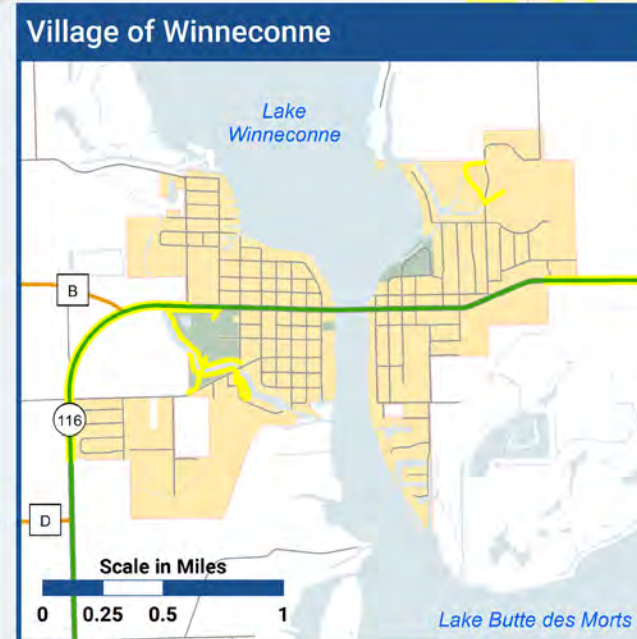 Village of Winneconne
Lake
Winneconne
B
116
D
Scale in Miles
0 0.25 0.5 1
Lake Butte des Morts